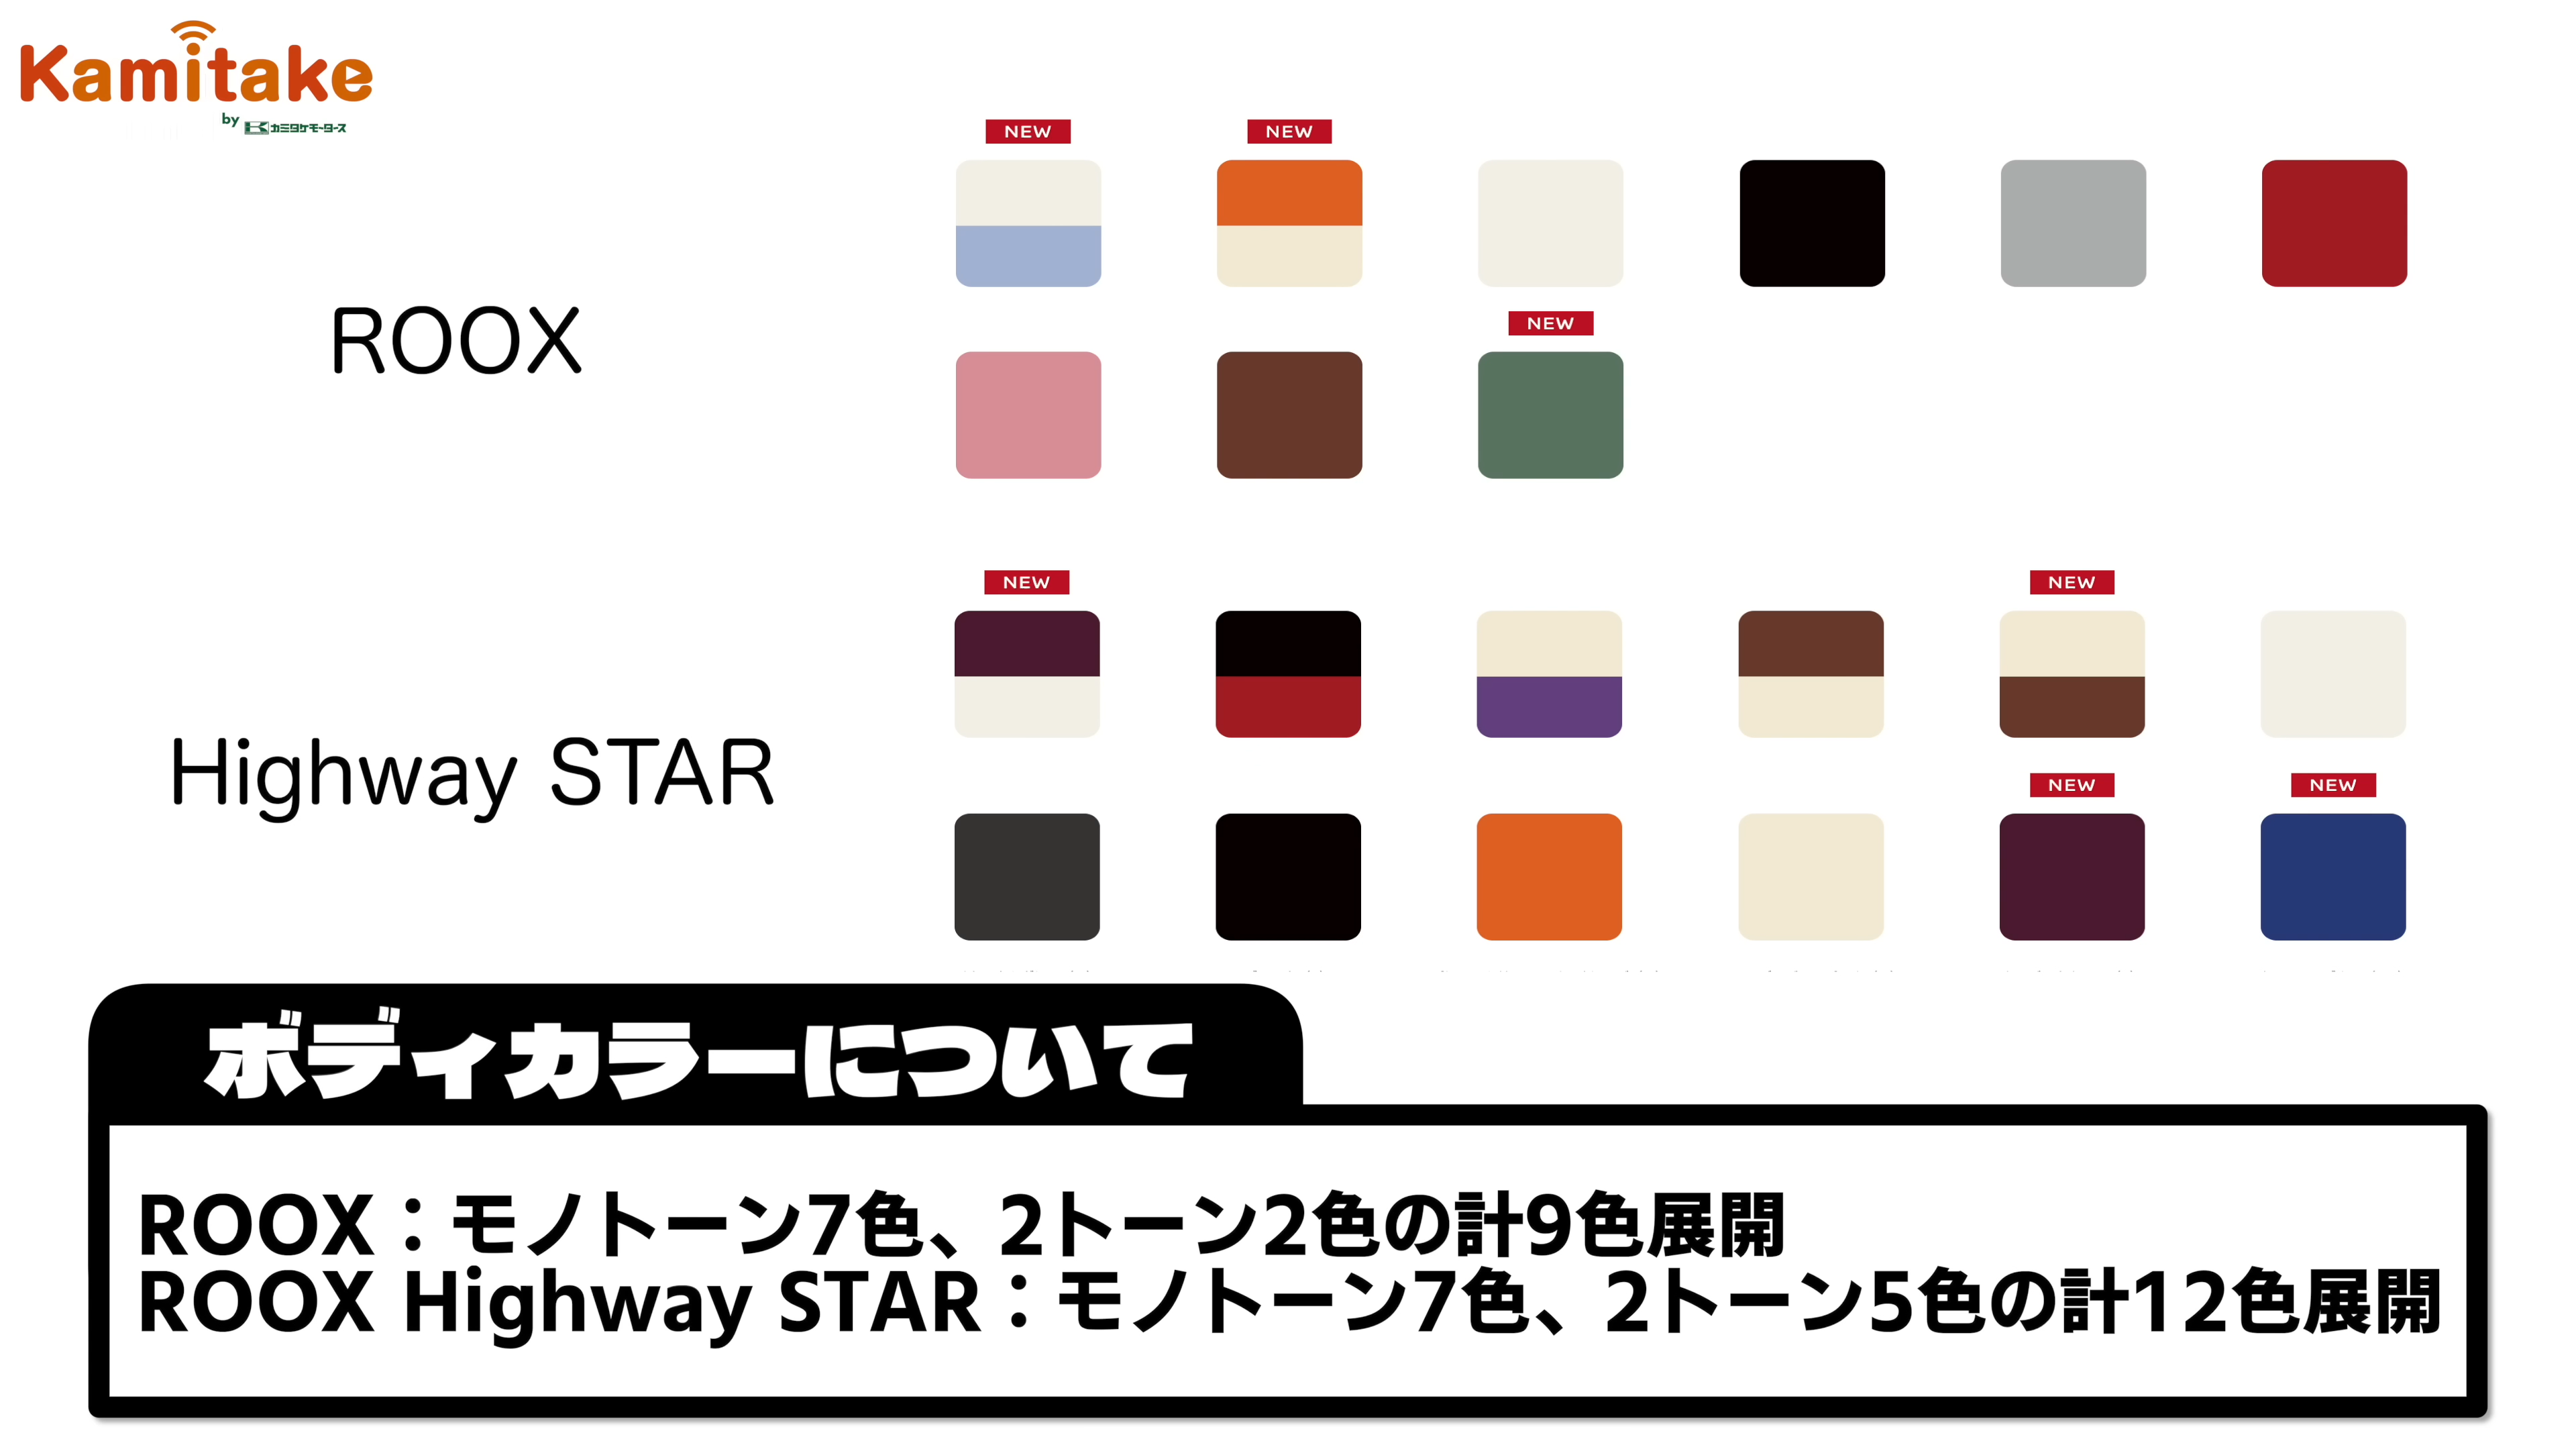 Kamitake
by カミタケモータース
NEW NEW
ROOX
NEW
NEW NEW
Highway STAR
NEW NEW
ボディカラーについて
ROOX：モノトーン7色、2トーン2色の計9色展開
ROOX Highway STAR：モノトーン7色、2トーン5色の計12色展開